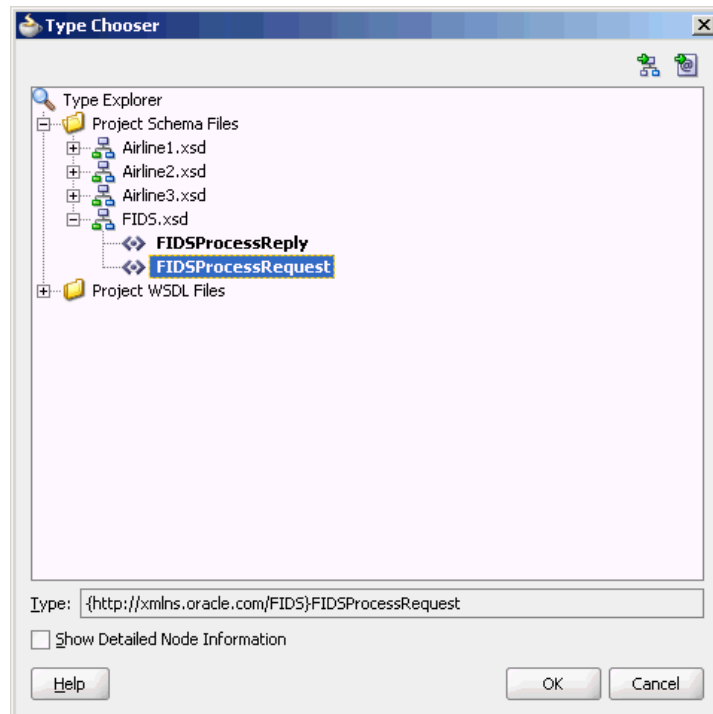 Type Chooser
Type Explorer
Project Schema Files
Airline1.xsd
Airline2.xsd
Airline3.xsd
FIDS.xsd
FIDSProcessReply
FIDSProcessRequest
Project WSDL Files
Type: {http://xmlns.oracle.com/FIDS}FIDSProcessRequest
Show Detailed Node Information
Help OK Cancel